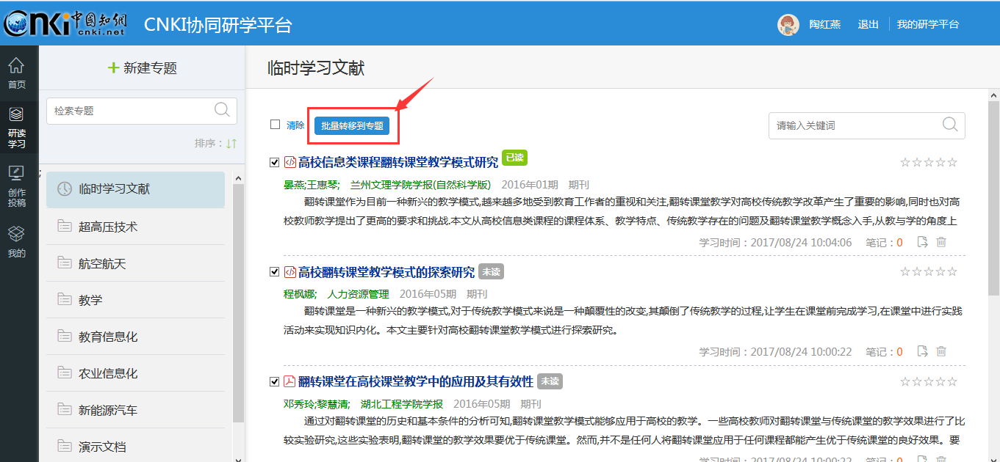 Cnki中国知網
cnki.net
CNKI协同研学平台
陶红燕 退出 我的研学平台
首页
研读
学习
创作
投稿
我的
+ 新建专题
检索专题
排序：↓↑
;
临时学习文献
超高压技术
航空航天
教学
教育信息化
农业信息化
新能源汽车
演示文档
临时学习文献
清除 批量转移到专题 请输入关键词
高校信息类课程翻转课堂教学模式研究 已读 ☆☆☆☆☆
晏燕;王惠琴; 兰州文理学院学报(自然科学版) 2016年01期 期刊
翻转课堂作为目前一种新兴的教学模式,越来越多地受到教育工作者的重视和关注,翻转课堂教学对高校传统教学改革产生了重要的影响,同时也对高
校教师教学提出了更高的要求和挑战.本文从高校信息类课程的课程体系、教学特点、传统教学存在的问题及翻转课堂教学概念入手,从教与学的角度上
学习时间：2017/08/24 10:04:06 笔记：0
高校翻转课堂教学模式的探索研究 未读 ☆☆☆☆☆
程枫娜; 人力资源管理 2016年05期 期刊
翻转课堂是一种新兴的教学模式,对于传统教学模式来说是一种颠覆性的改变,其颠倒了传统教学的过程,让学生在课堂前完成学习,在课堂中进行实践
活动来实现知识内化。本文主要针对高校翻转课堂教学模式进行探索研究。
学习时间：2017/08/24 10:00:22 笔记：0
翻转课堂在高校课堂教学中的应用及其有效性 未读 ☆☆☆☆☆
邓秀玲;黎慧清; 湖北工程学院学报 2016年05期 期刊
通过对翻转课堂的历史和基本条件的分析可知,翻转课堂教学模式能够应用于高校的教学。一些高校教师对翻转课堂与传统课堂的教学效果进行了比
较实验研究,这些实验表明,翻转课堂的教学效果要优于传统课堂。然而,并不是任何人将翻转课堂应用于任何课程都能产生优于传统课堂的良好效果。要
学习时间：2017/08/24 10:00:22 笔记：0